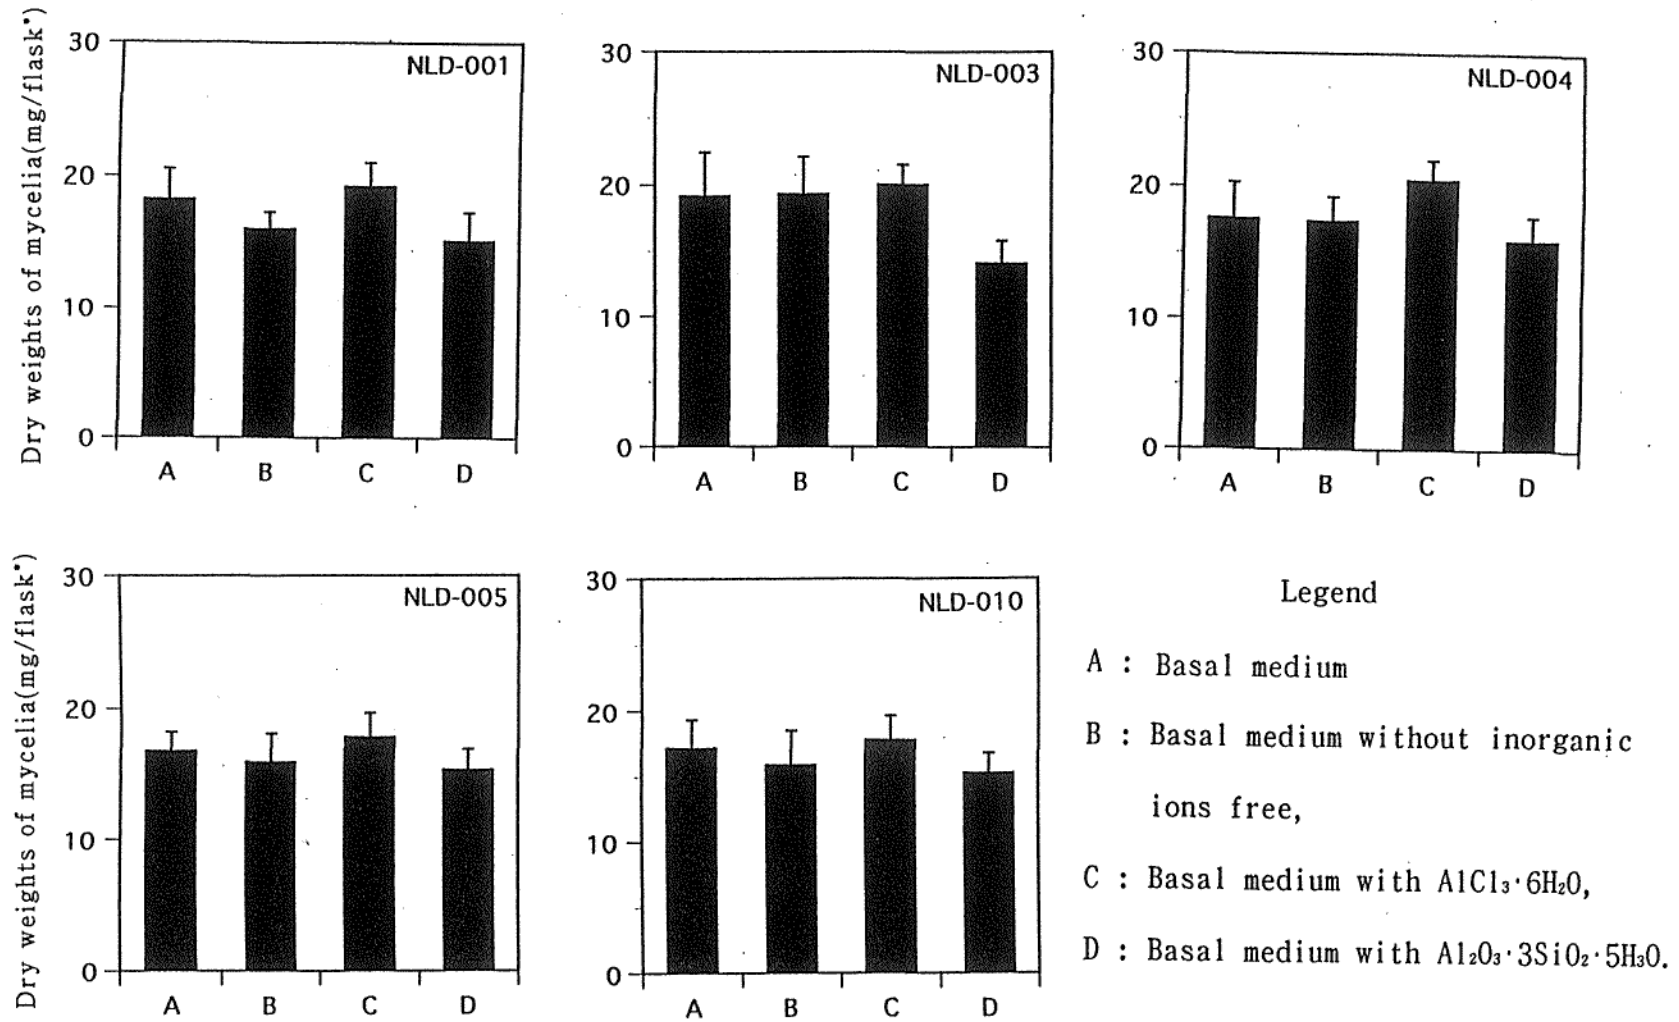 Dry weights of mycelia(mg/flask*)
30
20
10
0
NLD-001
A B C D
30
20
10
0
NLD-003
A B C D
30
20
10
0
NLD-004
A B C D
Dry weights of mycelia(mg/flask*)
30
20
10
0
NLD-005
A B C D
30
20
10
0
NLD-010
A B C D
Legend
A : Basal medium
B : Basal medium without inorganic
ions free,
C : Basal medium with AlCl₃·6H₂O,
D : Basal medium with Al₂O₃·3SiO₂·5H₃O.